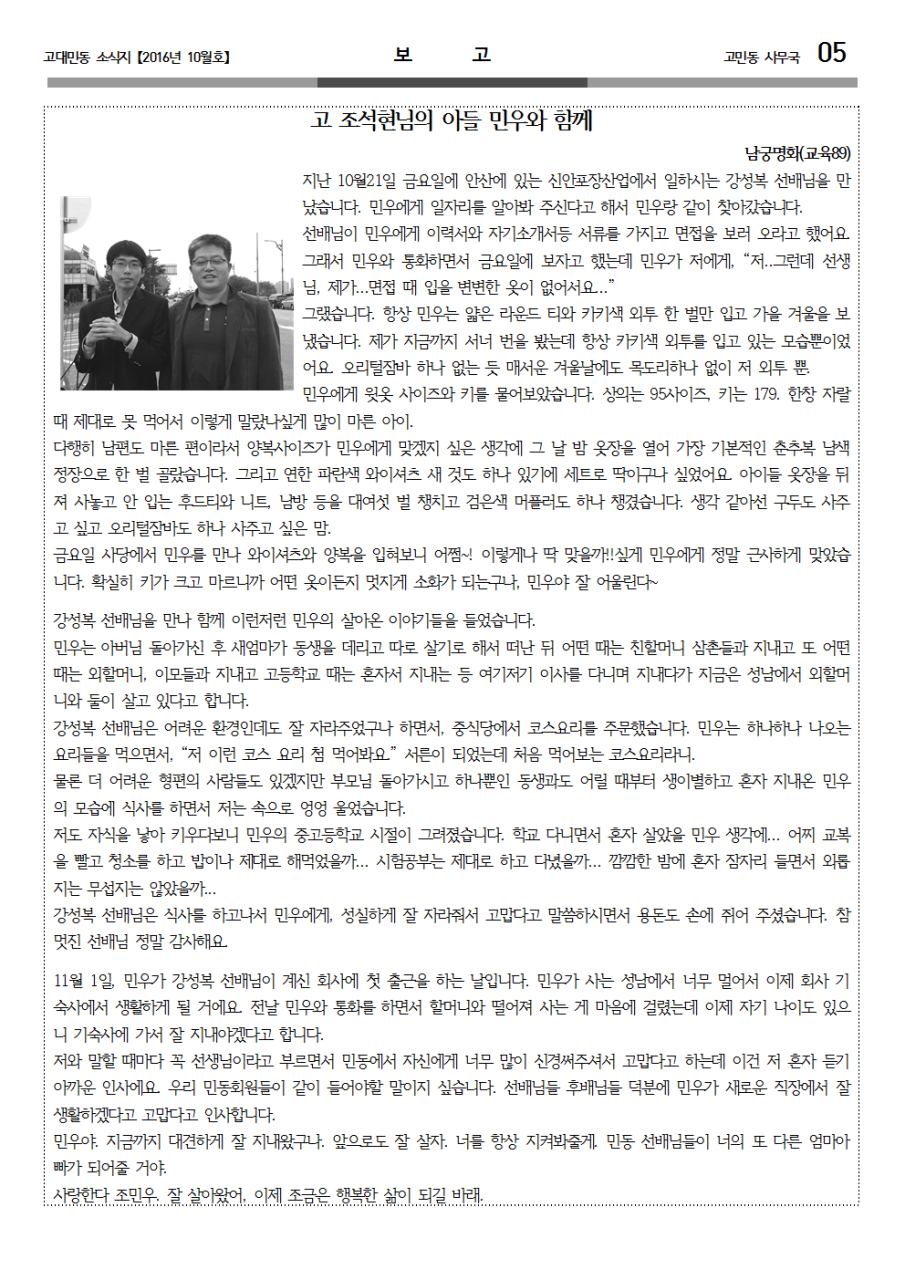 고대민동 소식지 【2016년 10월호】
보 고
고민동 사무국 05
고 조석현님의 아들 민우와 함께
남궁명회(교육89)
지난 10월21일 금요일에 안산에 있는 신안포장산업에서 일하시는 강성복 선배님을 만
났습니다. 민우에게 일자리를 알아봐 주신다고 해서 민우랑 같이 찾아갔습니다.
선배님이 민우에게 이력서와 자기소개서등 서류를 가지고 면접을 보러 오라고 했어요.
그래서 민우와 통화하면서 금요일에 보자고 했는데 민우가 저에게, “저..그런데 선생
님, 제가...면접 때 입을 변변한 옷이 없어서요...”
그랬습니다. 항상 민우는 얇은 라운드 티와 카키색 외투 한 벌만 입고 가을 겨울을 보
냈습니다. 제가 지금까지 서너 번을 봤는데 항상 카키색 외투를 입고 있는 모습뿐이었
어요. 오리털잠바 하나 없는 듯 매서운 겨울날에도 목도리하나 없이 저 외투 뿐.
민우에게 윗옷 사이즈와 키를 물어보았습니다. 상의는 95사이즈, 키는 179. 한창 자랄
때 제대로 못 먹어서 이렇게 말랐나싶게 많이 마른 아이.
다행히 남편도 마른 편이라서 양복사이즈가 민우에게 맞겠지 싶은 생각에 그 날 밤 옷장을 열어 가장 기본적인 춘추복 남색
정장으로 한 벌 골랐습니다. 그리고 연한 파란색 와이셔츠 새 것도 하나 있기에 세트로 딱이구나 싶었어요. 아이들 옷장을 뒤
져 사놓고 안 입는 후드티와 니트, 남방 등을 대여섯 벌 챙치고 검은색 머플러도 하나 챙겼습니다. 생각 같아선 구두도 사주
고 싶고 오리털잠바도 하나 사주고 싶은 맘.
금요일 사당에서 민우를 만나 와이셔츠와 양복을 입혀보니 어쩜~! 이렇게나 딱 맞을까!!싶게 민우에게 정말 근사하게 맞았습
니다. 확실히 키가 크고 마르니까 어떤 옷이든지 멋지게 소화가 되는구나, 민우야 잘 어울린다~
강성복 선배님을 만나 함께 이런저런 민우의 살아온 이야기들을 들었습니다.
민우는 아버님 돌아가신 후 새엄마가 동생을 데리고 따로 살기로 해서 떠난 뒤 어떤 때는 친할머니 삼촌들과 지내고 또 어떤
때는 외할머니, 이모들과 지내고 고등학교 때는 혼자서 지내는 등 여기저기 이사를 다니며 지내다가 지금은 성남에서 외할머
니와 둘이 살고 있다고 합니다.
강성복 선배님은 어려운 환경인데도 잘 자라주었구나 하면서, 중식당에서 코스요리를 주문했습니다. 민우는 하나하나 나오는
요리들을 먹으면서, “저 이런 코스 요리 첨 먹어봐요.” 서른이 되었는데 처음 먹어보는 코스요리라니.
물론 더 어려운 형편의 사람들도 있겠지만 부모님 돌아가시고 하나뿐인 동생과도 어릴 때부터 생이별하고 혼자 지내온 민우
의 모습에 식사를 하면서 저는 속으로 엉엉 울었습니다.
저도 자식을 낳아 키우다보니 민우의 중고등학교 시절이 그려졌습니다. 학교 다니면서 혼자 살았을 민우 생각에... 어찌 교복
을 빨고 청소를 하고 밥이나 제대로 해먹었을까... 시험공부는 제대로 하고 다녔을까... 깜깜한 밤에 혼자 잠자리 들면서 외롭
지는 무섭지는 않았을까...
강성복 선배님은 식사를 하고나서 민우에게, 성실하게 잘 자라줘서 고맙다고 말씀하시면서 용돈도 손에 쥐어 주셨습니다. 참
멋진 선배님 정말 감사해요.
11월 1일, 민우가 강성복 선배님이 계신 회사에 첫 출근을 하는 날입니다. 민우가 사는 성남에서 너무 멀어서 이제 회사 기
숙사에서 생활하게 될 거에요. 전날 민우와 통화를 하면서 할머니와 떨어져 사는 게 마음에 걸렸는데 이제 자기 나이도 있으
니 기숙사에 가서 잘 지내야겠다고 합니다.
저와 말할 때마다 꼭 선생님이라고 부르면서 민동에서 자신에게 너무 많이 신경써주셔서 고맙다고 하는데 이건 저 혼자 듣기
아까운 인사에요. 우리 민동회원들이 같이 들어야할 말이지 싶습니다. 선배님들 후배님들 덕분에 민우가 새로운 직장에서 잘
생활하겠다고 고맙다고 인사합니다.
민우야. 지금까지 대견하게 잘 지내왔구나. 앞으로도 잘 살자. 너를 항상 지켜봐줄게. 민동 선배님들이 너의 또 다른 엄마아
빠가 되어줄 거야.
사랑한다 조민우. 잘 살아왔어, 이제 조금은 행복한 삶이 되길 바래.